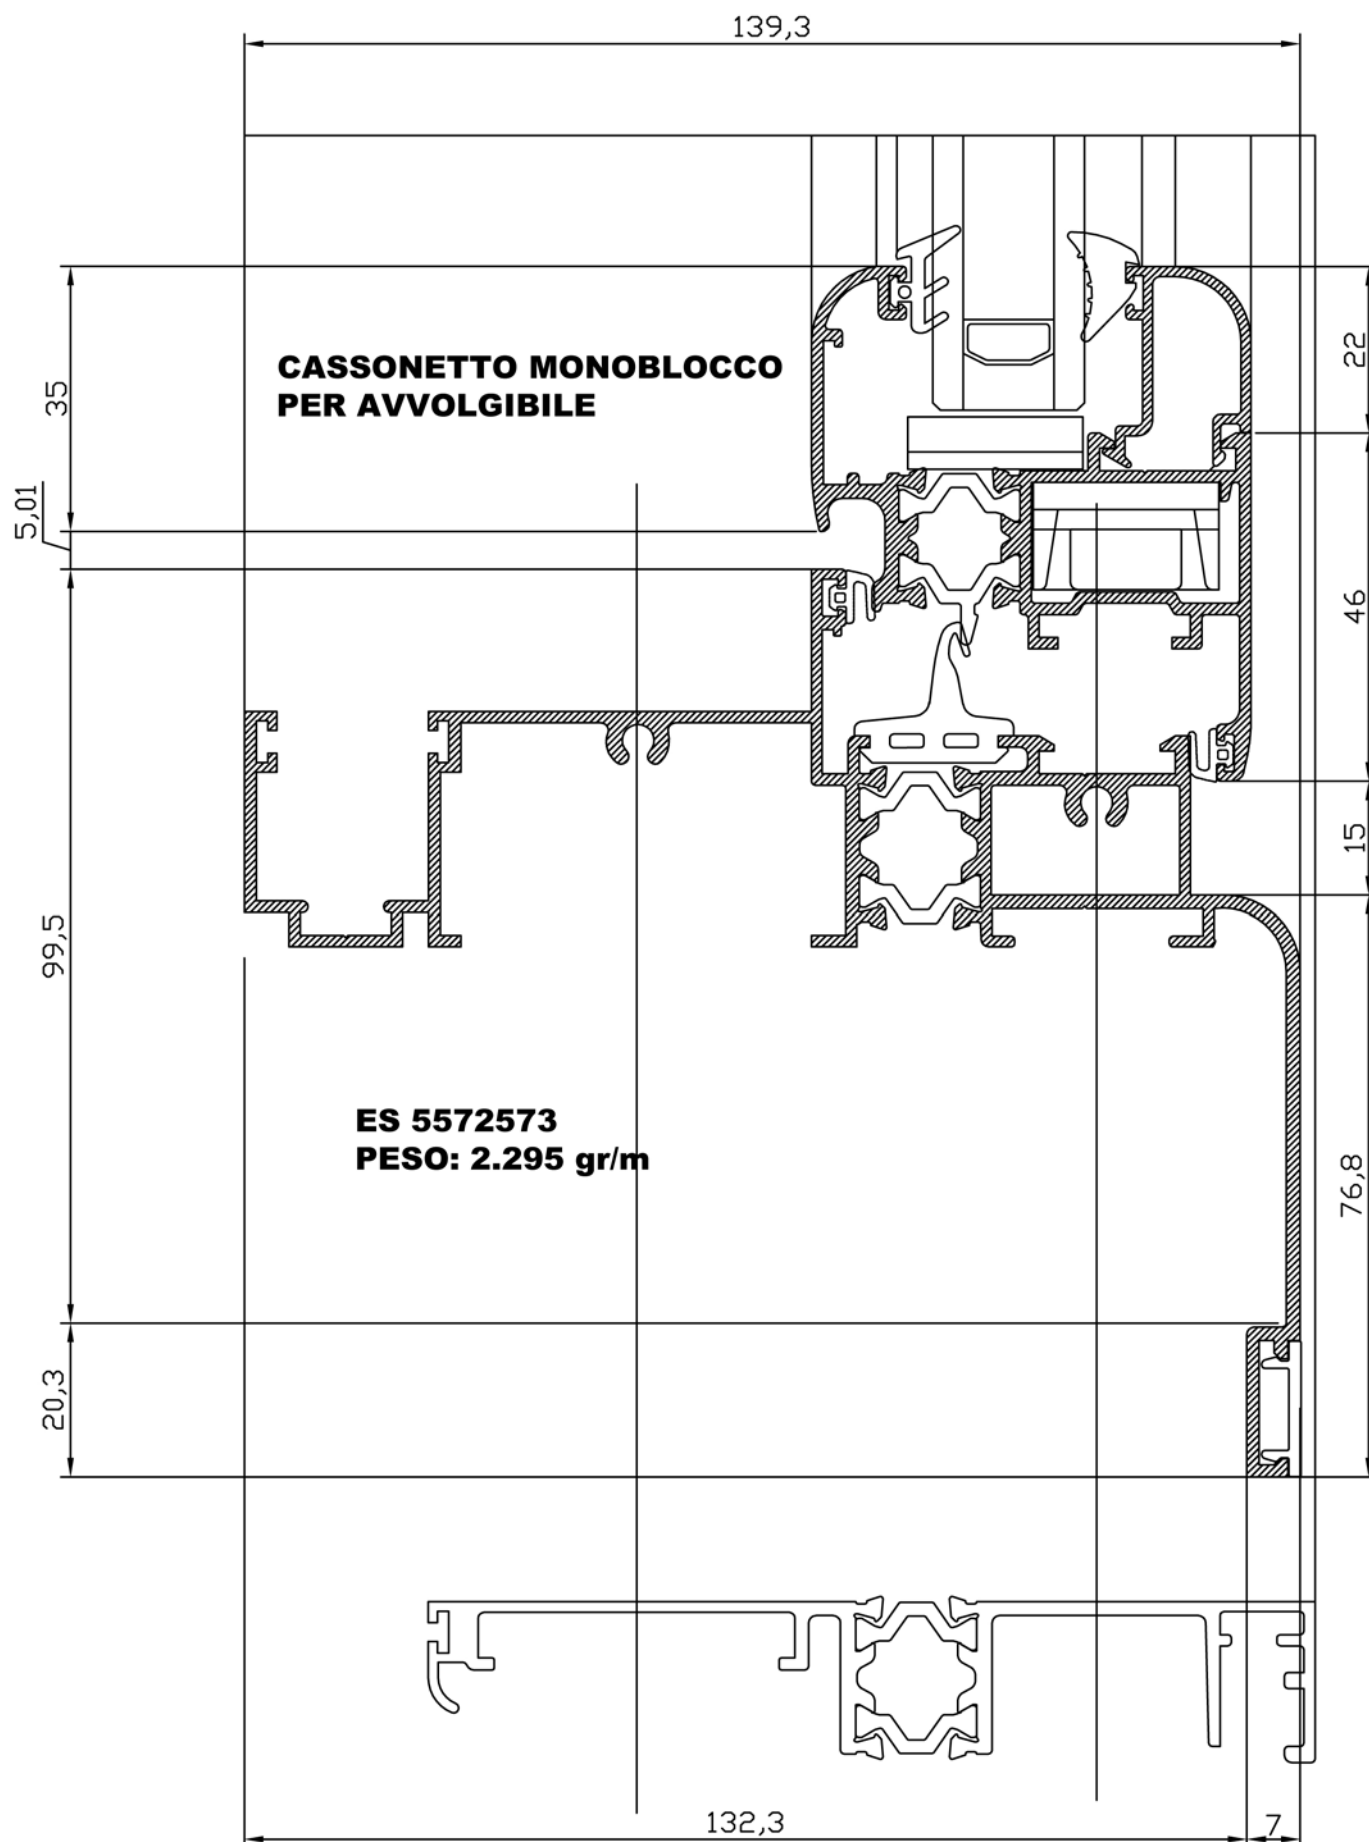 139,3
CASSONETTO MONOBLOCCO
PER AVVOLGIBILE
35
22
5,01
46
15
99,5
ES 5572573
PESO: 2.295 gr/m
76,8
20,3
132,3
7